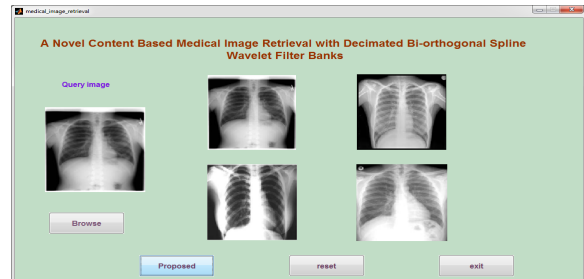 medical_image_retrieval
A Novel Content Based Medical Image Retrieval with Decimated Bi-orthogonal Spline
Wavelet Filter Banks
Query image
Browse
Proposed
reset
exit